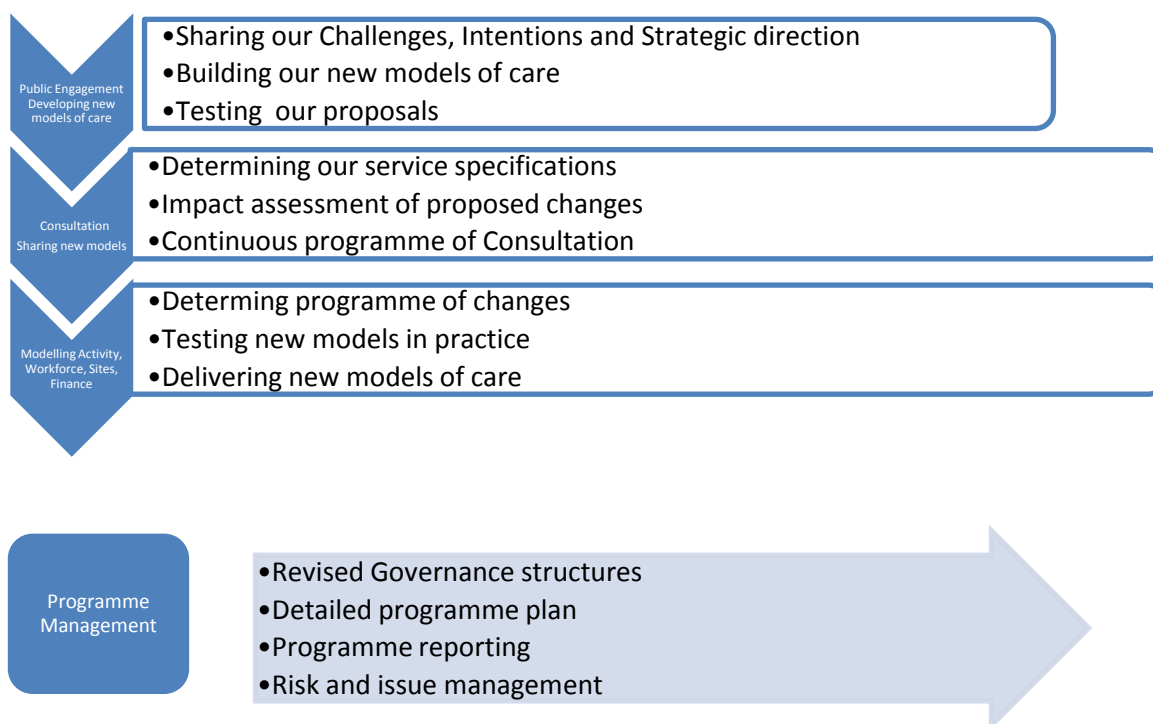 Public Engagement
Developing new
models of care
•Sharing our Challenges, Intentions and Strategic direction
•Building our new models of care
•Testing our proposals
Consultation
Sharing new models
•Determining our service specifications
•Impact assessment of proposed changes
•Continuous programme of Consultation
Modelling Activity,
Workforce, Sites,
Finance
•Determing programme of changes
•Testing new models in practice
•Delivering new models of care
Programme
Management
•Revised Governance structures
•Detailed programme plan
•Programme reporting
•Risk and issue management